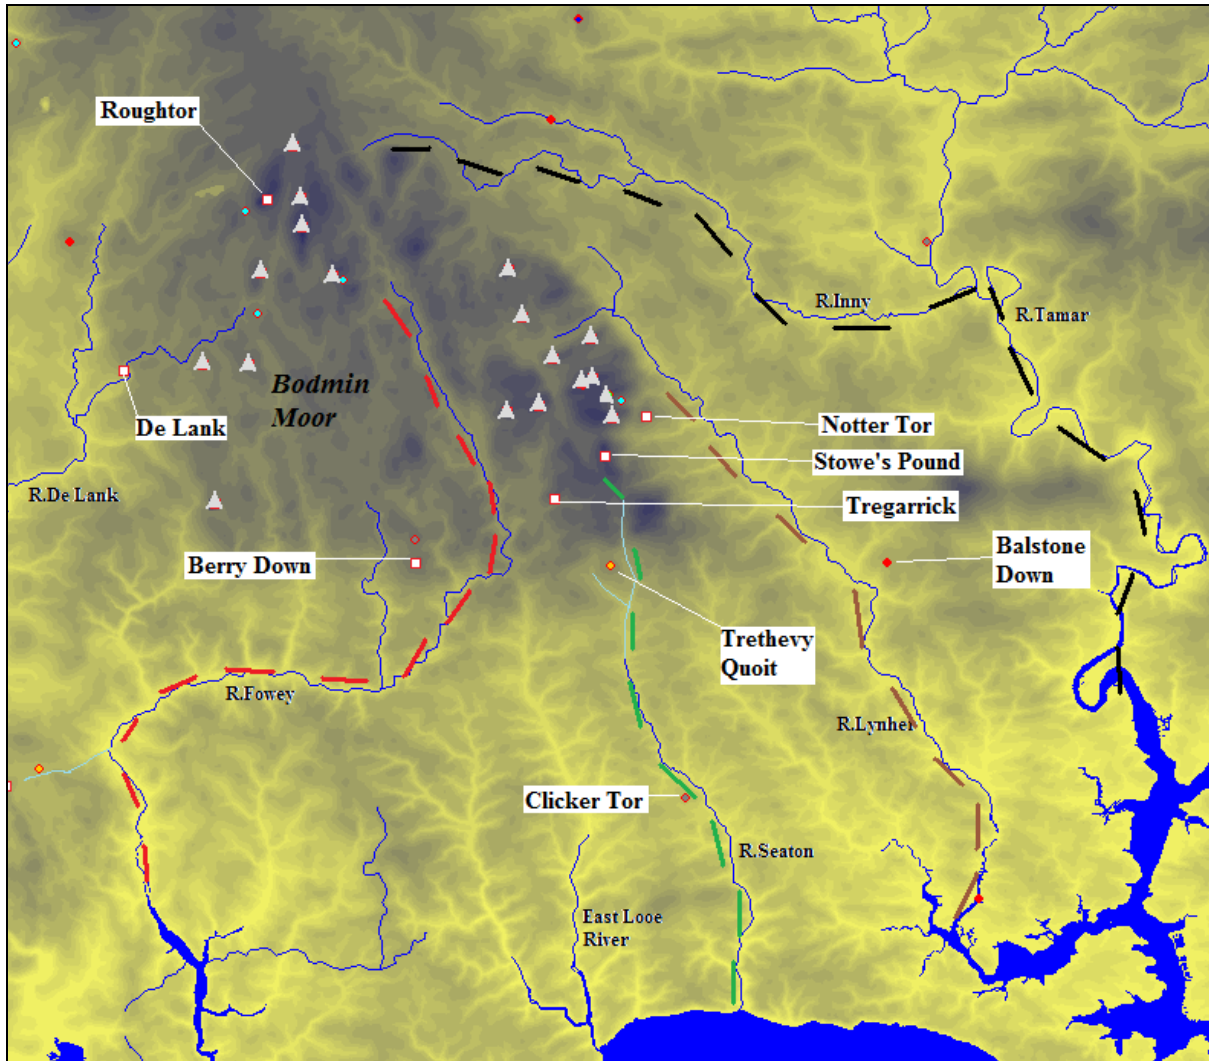 Roughtor
R.Inny
R.Tamar
Bodmin
Moor
De Lank
Notter Tor
Stowe's Pound
R.De Lank
Tregarrick
Berry Down
Balstone
Down
Trethevy
Quoit
R.Fowey
R.Lynher
Clicker Tor
R.Seaton
East Looe
River